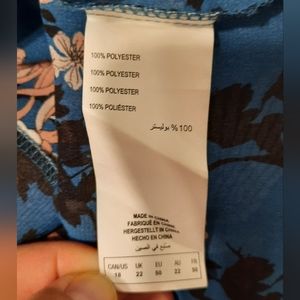 100% POLYESTER
100% POLYESTER
100% POLYESTER
100% POLIÉSTER
100% بوليستر
MADE IN CHINA
FABRIQUÉ EN CHINE
HERGESTELLT IN CHINA
HECHO EN CHINA
صنع في الصين
CAN/US UK EU AU FR
18 22 50 22 50